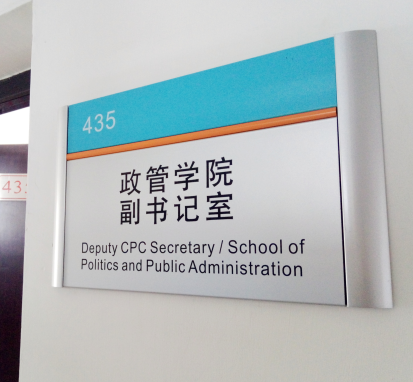 435
政管学院
副书记室
Deputy CPC Secretary / School of
Politics and Public Administration